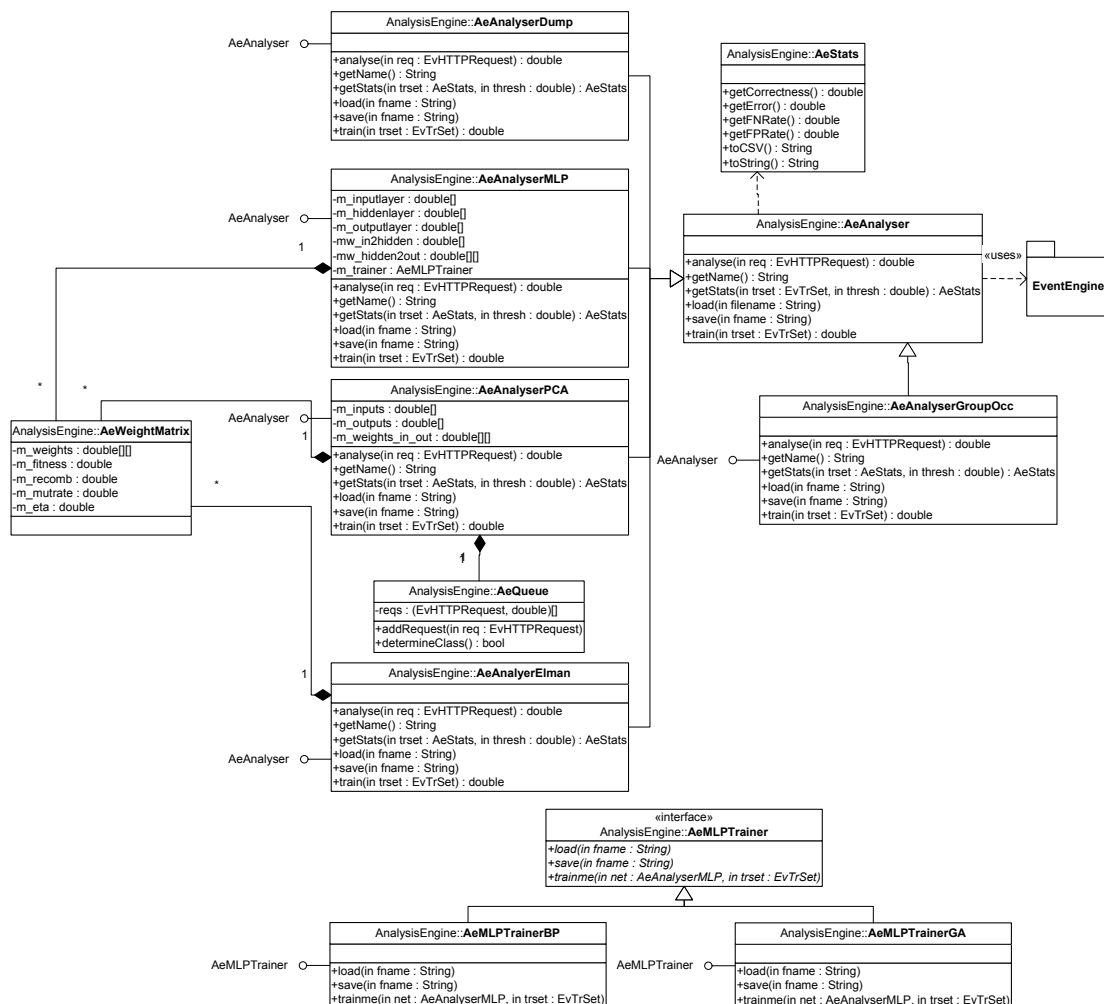 AnalysisEngine::AeAnalyserDump
AeAnalyser
+analyse(in req : EvHTTPRequest) : double
+getName() : String
+getStats(in trset : AeStats, in thresh : double) : AeStats
+load(in fname : String)
+save(in fname : String)
+train(in trset : EvTrSet) : double
AnalysisEngine::AeStats
+getCorrectness() : double
+getError() : double
+getFNRate() : double
+getFPRate() : double
+toCSV() : String
+toString() : String
AnalysisEngine::AeAnalyserMLP
AeAnalyser
-m_inputlayer : double[]
-m_hiddenlayer : double[]
-m_outputlayer : double[]
-mw_in2hidden : double[]
-mw_hidden2out : double[][]
-m_trainer : AeMLPTrainer
+analyse(in req : EvHTTPRequest) : double
+getName() : String
+getStats(in trset : AeStats, in thresh : double) : AeStats
+load(in fname : String)
+save(in fname : String)
+train(in trset : EvTrSet) : double
1
*
AnalysisEngine::AeAnalyser
+analyse(in req : EvHTTPRequest) : double
+getName() : String
+getStats(in trset : EvTrSet, in thresh : double) : AeStats
+load(in filename : String)
+save(in fname : String)
+train(in trset : EvTrSet) : double
«uses»
EventEngine
AnalysisEngine::AeAnalyserPCA
AeAnalyser
-m_inputs : double[]
-m_outputs : double[]
-m_weights_in_out : double[][]
+analyse(in req : EvHTTPRequest) : double
+getName() : String
+getStats(in trset : AeStats, in thresh : double) : AeStats
+load(in fname : String)
+save(in fname : String)
+train(in trset : EvTrSet) : double
1
*
AnalysisEngine::AeAnalyserGroupOcc
AeAnalyser
+analyse(in req : EvHTTPRequest) : double
+getName() : String
+getStats(in trset : AeStats, in thresh : double) : AeStats
+load(in fname : String)
+save(in fname : String)
+train(in trset : EvTrSet) : double
AnalysisEngine::AeWeightMatrix
-m_weights : double[][]
-m_fitness : double
-m_recomb : double
-m_mutrate : double
-m_eta : double
*
1
AnalysisEngine::AeQueue
-reqs : (EvHTTPRequest, double)[]
+addRequest(in req : EvHTTPRequest)
+determineClass() : bool
1
AnalysisEngine::AeAnalyerElman
AeAnalyser
+analyse(in req : EvHTTPRequest) : double
+getName() : String
+getStats(in trset : AeStats, in thresh : double) : AeStats
+load(in fname : String)
+save(in fname : String)
+train(in trset : EvTrSet) : double
«interface»
AnalysisEngine::AeMLPTrainer
+load(in fname : String)
+save(in fname : String)
+trainme(in net : AeAnalyserMLP, in trset : EvTrSet)
AnalysisEngine::AeMLPTrainerBP
AeMLPTrainer
+load(in fname : String)
+save(in fname : String)
+trainme(in net : AeAnalyserMLP, in trset : EvTrSet)
AnalysisEngine::AeMLPTrainerGA
AeMLPTrainer
+load(in fname : String)
+save(in fname : String)
+trainme(in net : AeAnalyserMLP, in trset : EvTrSet)